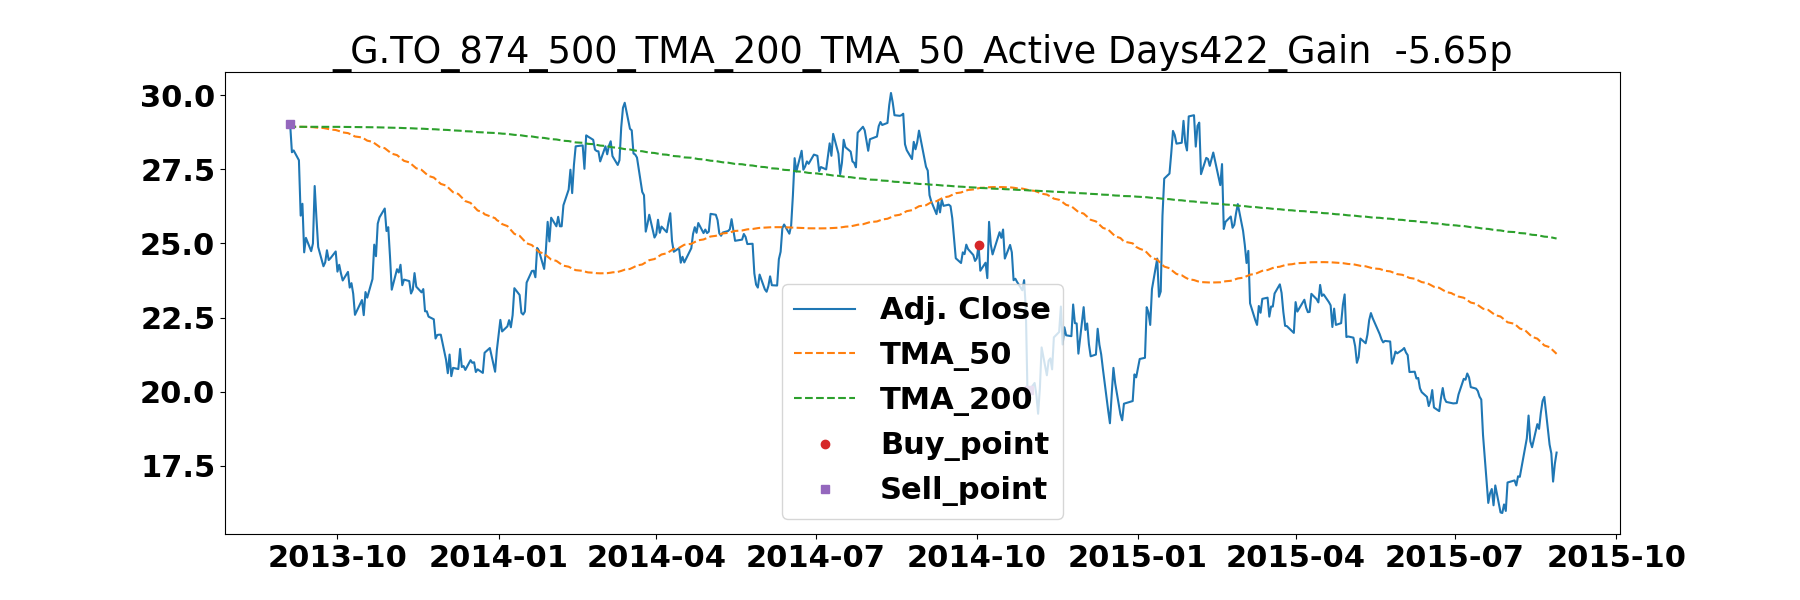 _G.TO_874_500_TMA_200_TMA_50_Active Days422_Gain  -5.65p
30.0
27.5
25.0
22.5
20.0
17.5
Adj. Close
TMA_50
TMA_200
Buy_point
Sell_point
2013-10 2014-01 2014-04 2014-07 2014-10 2015-01 2015-04 2015-07 2015-10